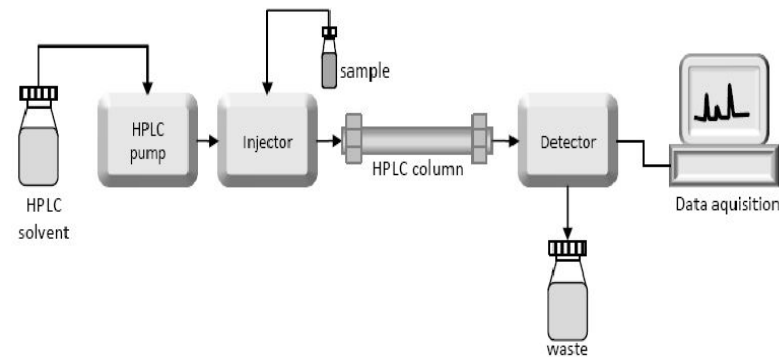 HPLC
solvent
HPLC
pump
Injector
sample
HPLC column
Detector
waste
Data aquisition